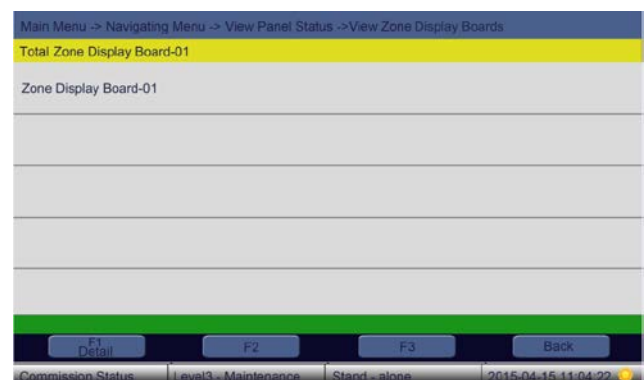 Main Menu -> Navigating Menu -> View Panel Status ->View Zone Display Boards
Total Zone Display Board-01
Zone Display Board-01
F1
Detail
F2
F3
Back
Commission Status
Level3 - Maintenance
Stand - alone
2015-04-15 11:04:22